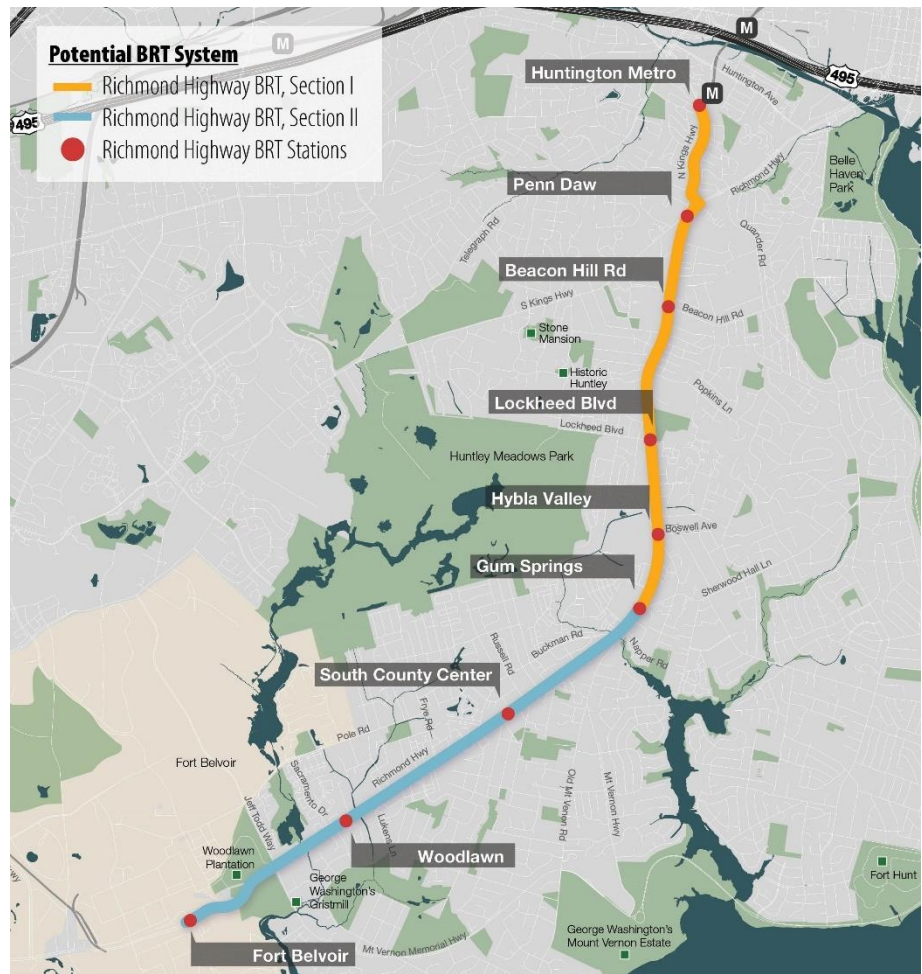 Potential BRT System
Richmond Highway BRT, Section I
Richmond Highway BRT, Section II
Richmond Highway BRT Stations
M
M
M
495
495
Huntington Metro
Huntington Ave
N Kings Hwy
Richmond Hwy
Belle
Haven
Park
Penn Daw
Telegraph Rd
Quander
Rd
Beacon Hill Rd
S Kings Hwy
Beacon Hill Rd
Stone
Mansion
Historic
Huntley
Popkins Ln
Lockheed Blvd
Lockheed Blvd
Huntley Meadows Park
Hybla Valley
Boswell Ave
Gum Springs
Sherwood Hall Ln
Russell Rd
Buckman Rd
Napper Rd
South County Center
Frye Rd
Pole Rd
Richmond Hwy
Fort Belvoir
Sacramento Dr
Jeff Todd Way
Old Mt Vernon Rd
Mt Vernon Hwy
Lukens Ln
Woodlawn
Woodlawn
Plantation
George
Washington's
Gristmill
Fort Hunt
Hwy
George Washington's
Mount Vernon Estate
Mt Vernon Memorial Hwy
Fort Belvoir